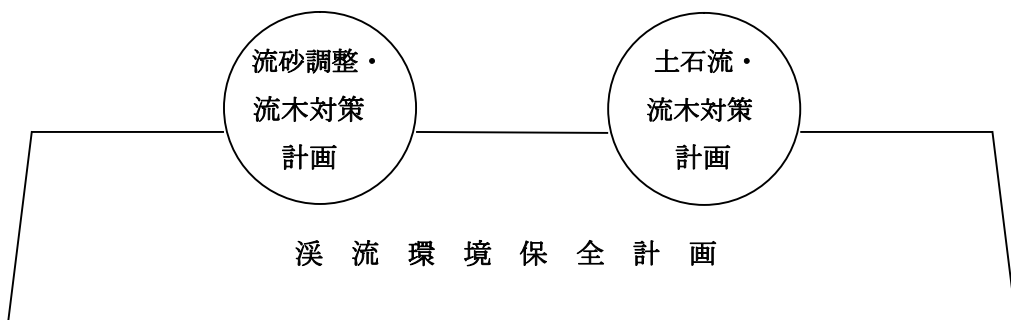 流砂調整・
流木対策
計画
土石流・
流木対策
計画
渓流環境保全計画